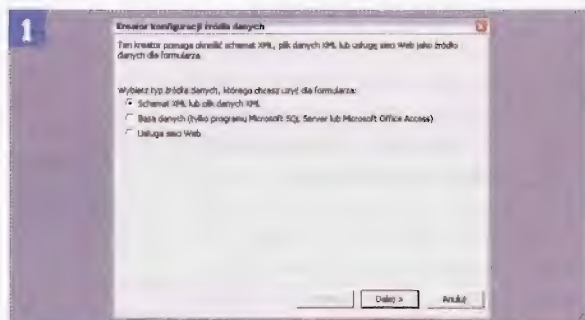 1
Kreator konfiguracji źródła danych
Ten kreator pomaga określić schemat XML, plik danych XML lub usługę sieci Web jako źródło
danych dla formularza.
Wybierz typ źródła danych, którego chcesz użyć dla formularza:
Schemat XML lub plik danych XML
Baza danych (tylko programu Microsoft SQL Server lub Microsoft Office Access)
Usługa sieci Web
Dalej >
Anuluj